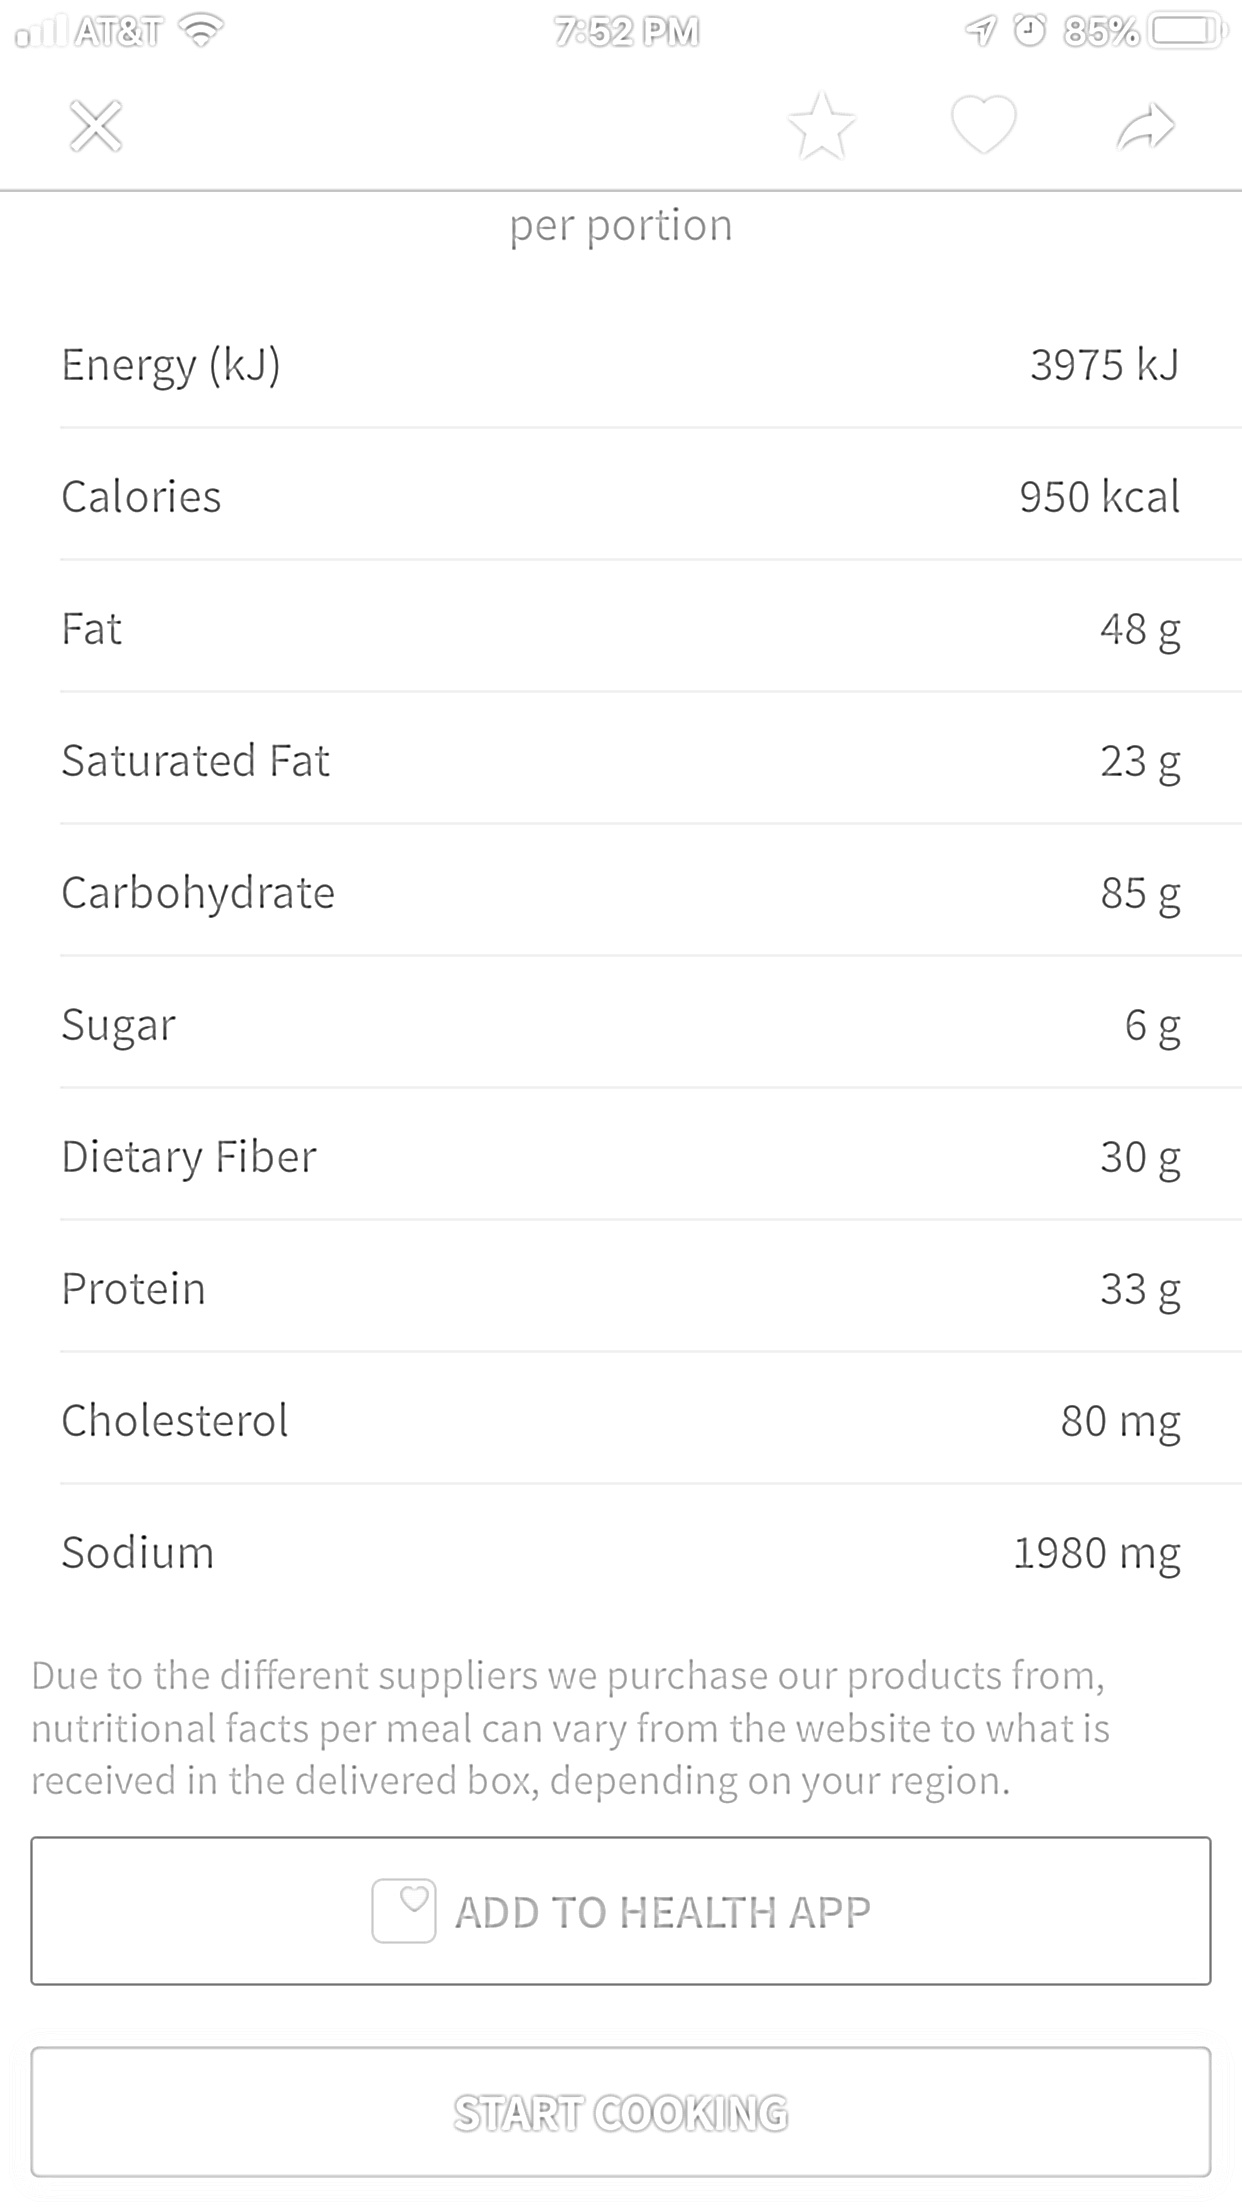 AT&T 7:52 PM 85%
per portion
Energy (kJ) 3975 kJ
Calories 950 kcal
Fat 48 g
Saturated Fat 23 g
Carbohydrate 85 g
Sugar 6 g
Dietary Fiber 30 g
Protein 33 g
Cholesterol 80 mg
Sodium 1980 mg
Due to the different suppliers we purchase our products from,
nutritional facts per meal can vary from the website to what is
received in the delivered box, depending on your region.
ADD TO HEALTH APP
START COOKING